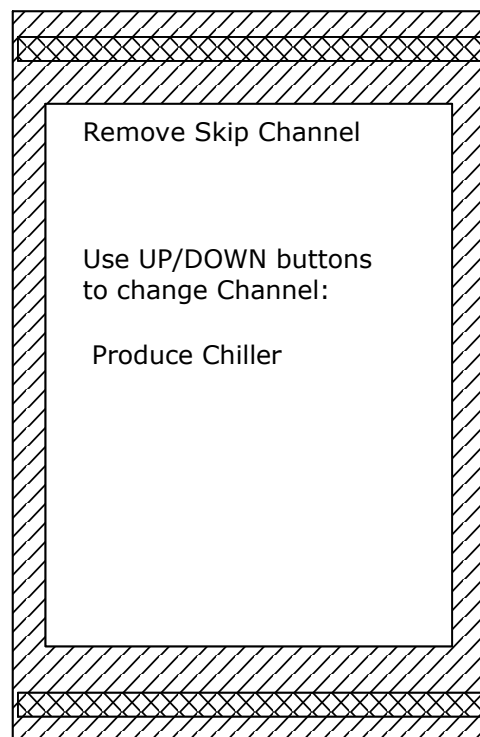 Remove Skip Channel
Use UP/DOWN buttons
to change Channel:
Produce Chiller